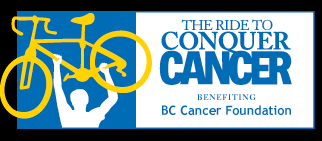 THE RIDE TO
CONQUER
CANCER
BENEFITING
BC Cancer Foundation